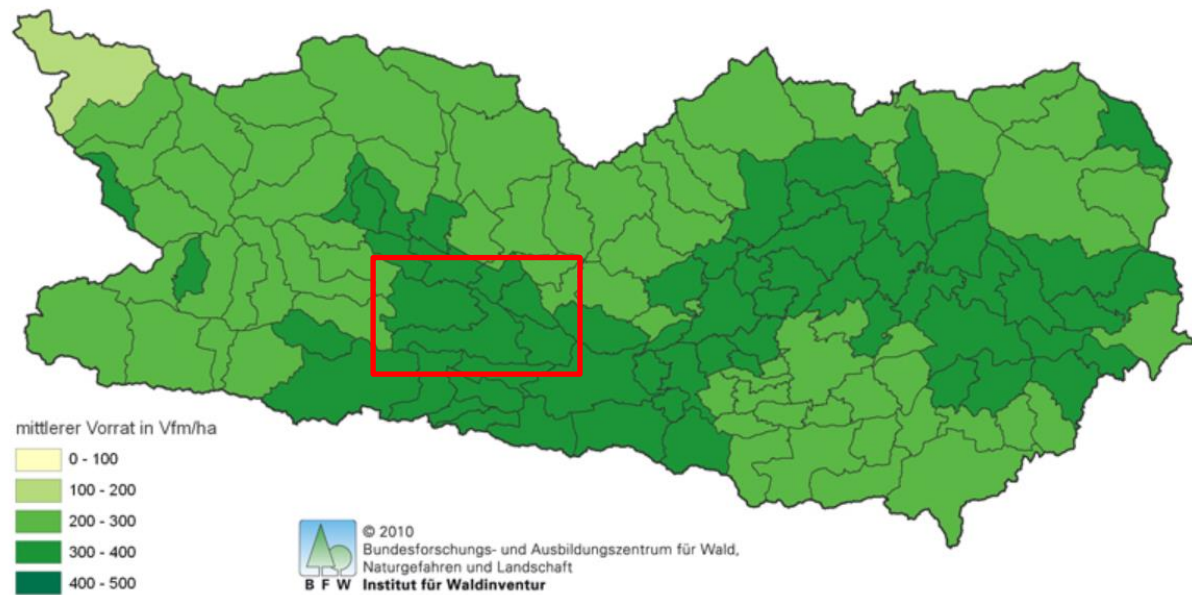 mittlerer Vorrat in Vfm/ha
0 - 100
100 - 200
200 - 300
300 - 400
400 - 500
© 2010
Bundesforschungs- und Ausbildungszentrum für Wald,
Naturgefahren und Landschaft
B F W Institut für Waldinventur